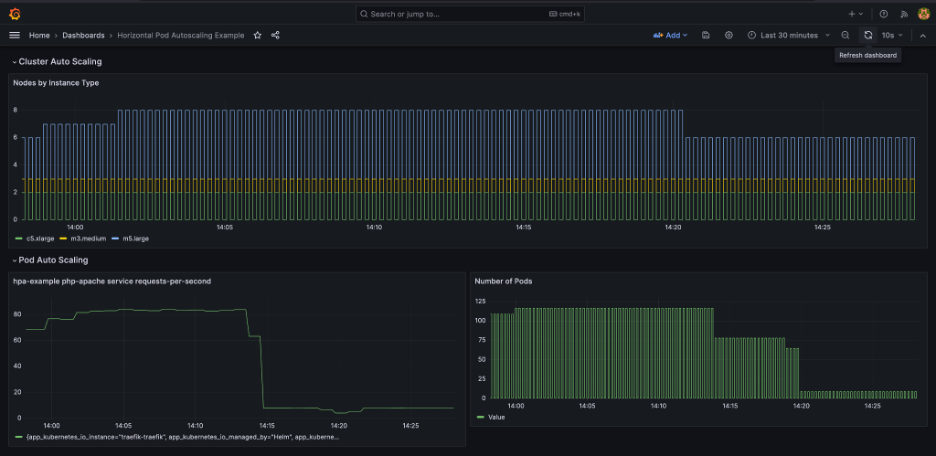 Search or jump to... cmd+k
Home › Dashboards › Horizontal Pod Autoscaling Example Add Last 30 minutes 10s
Refresh dashboard
Cluster Auto Scaling
Nodes by Instance Type
8
6
4
2
0
14:00 14:05 14:10 14:15 14:20 14:25
c5.xlarge m3.medium m5.large
Pod Auto Scaling
hpa-example php-apache service requests-per-second
80
60
40
20
0
14:00 14:05 14:10 14:15 14:20 14:25
{app_kubernetes_io_instance="traefik-traefik", app_kubernetes_io_managed_by="Helm", app_kuberne...
Number of Pods
125
100
75
50
25
0
14:00 14:05 14:10 14:15 14:20 14:25
Value